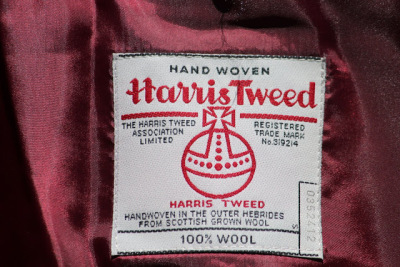 HAND WOVEN
Harris Tweed
THE HARRIS TWEED
ASSOCIATION
LIMITED
REGISTERED
TRADE MARK
No.319214
HARRIS TWEED
HANDWOVEN IN THE OUTER HEBRIDES
FROM SCOTTISH GROWN WOOL
100% WOOL